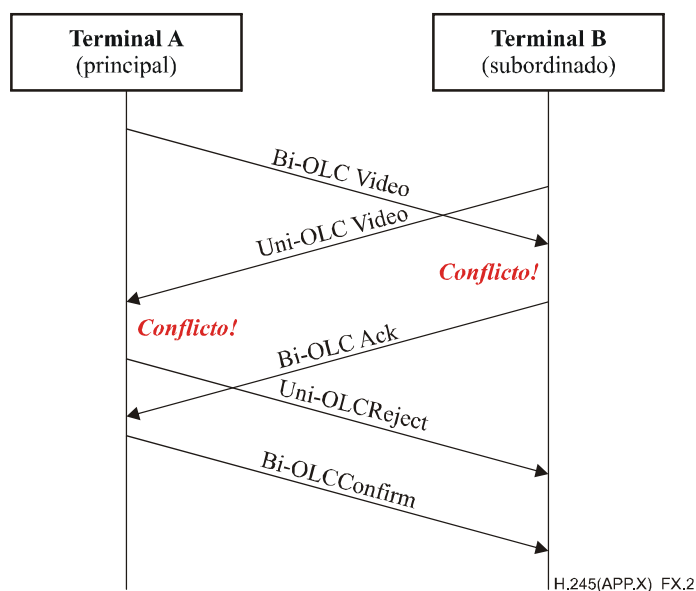 Terminal A
(principal)
Terminal B
(subordinado)
Bi-OLC Video
Uni-OLC Video
Conflicto!
Conflicto!
Bi-OLC Ack
Uni-OLCReject
Bi-OLCConfirm
H.245(APP.X)_FX.2